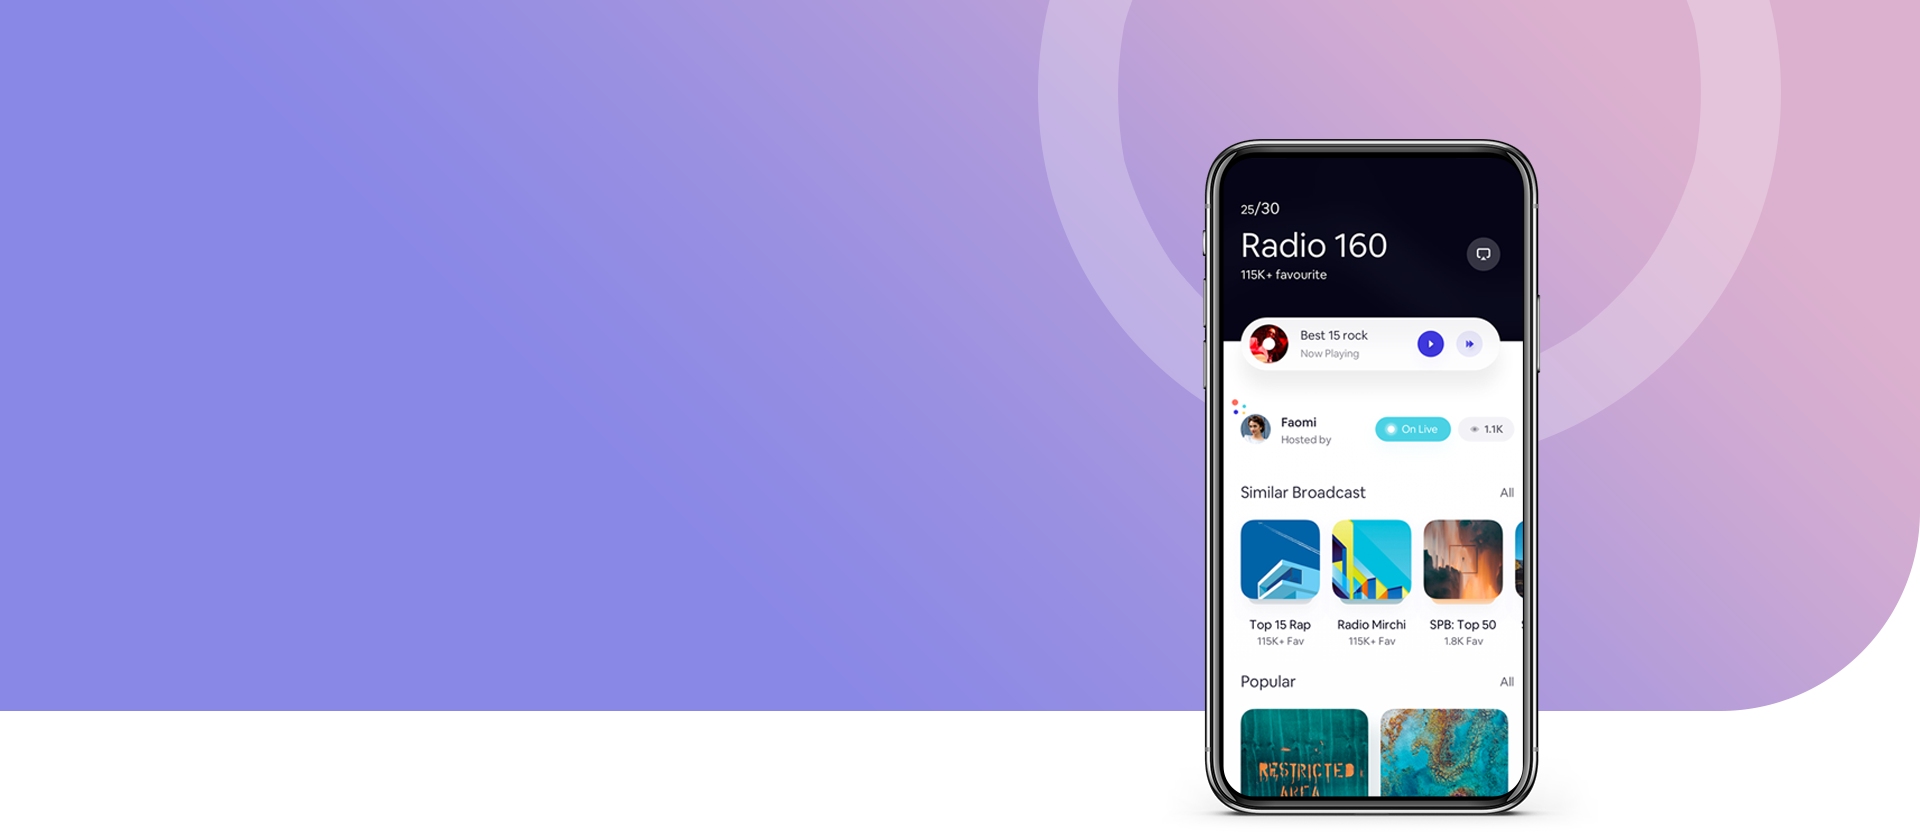 25/30
Radio 160
115K+ favourite
Best 15 rock
Now Playing
Faomi
Hosted by
On Live
1.1K
Similar Broadcast
All
Top 15 Rap
Radio Mirchi
SPB: Top 50
115K+ Fav
115K+ Fav
1.8K Fav
Popular
All
RESTRICTED
AREA